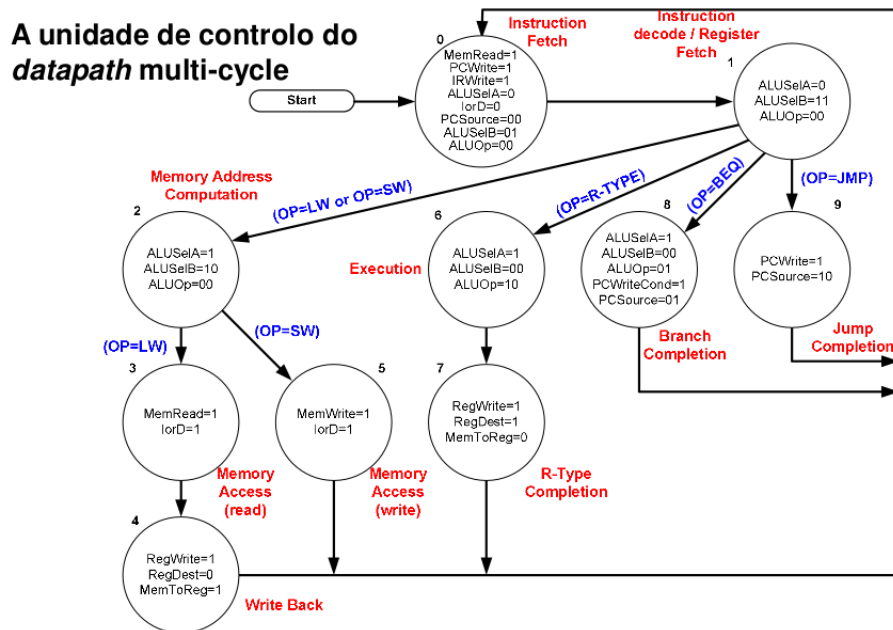 A unidade de controlo do
datapath multi-cycle
Start
0
Instruction
Fetch
MemRead=1
PCWrite=1
IRWrite=1
ALUSelA=0
IorD=0
PCSource=00
ALUSelB=01
ALUOp=00
Instruction
decode / Register
Fetch
1
ALUSelA=0
ALUSelB=11
ALUOp=00
(OP=LW or OP=SW)
(OP=R-TYPE)
(OP=BEQ)
(OP=JMP)
Memory Address
Computation
2
ALUSelA=1
ALUSelB=10
ALUOp=00
6
Execution
ALUSelA=1
ALUSelB=00
ALUOp=10
8
ALUSelA=1
ALUSelB=00
ALUOp=01
PCWriteCond=1
PCSource=01
Branch
Completion
9
PCWrite=1
PCSource=10
Jump
Completion
(OP=LW)
(OP=SW)
3
MemRead=1
IorD=1
Memory
Access
(read)
5
MemWrite=1
IorD=1
Memory
Access
(write)
7
RegWrite=1
RegDest=1
MemToReg=0
R-Type
Completion
4
RegWrite=1
RegDest=0
MemToReg=1
Write Back